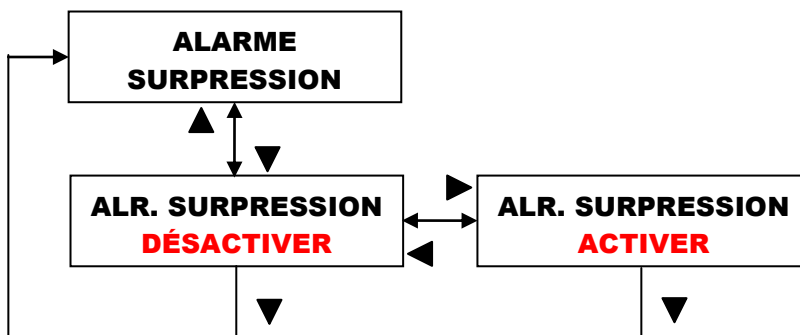 ALARME
SURPRESSION
ALR. SURPRESSION
DÉSACTIVER
ALR. SURPRESSION
ACTIVER